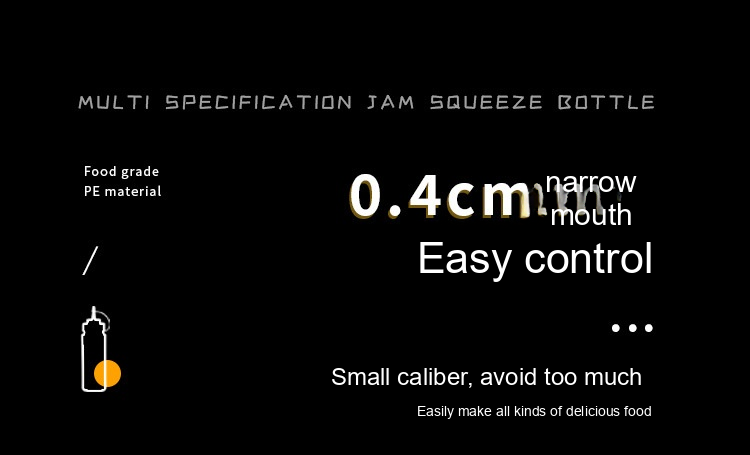 MULTI SPECIFICATION JAM SQUEEZE BOTTLE
Food grade
PE material
0.4cm narrow
mouth
Easy control
Small caliber, avoid too much
Easily make all kinds of delicious food